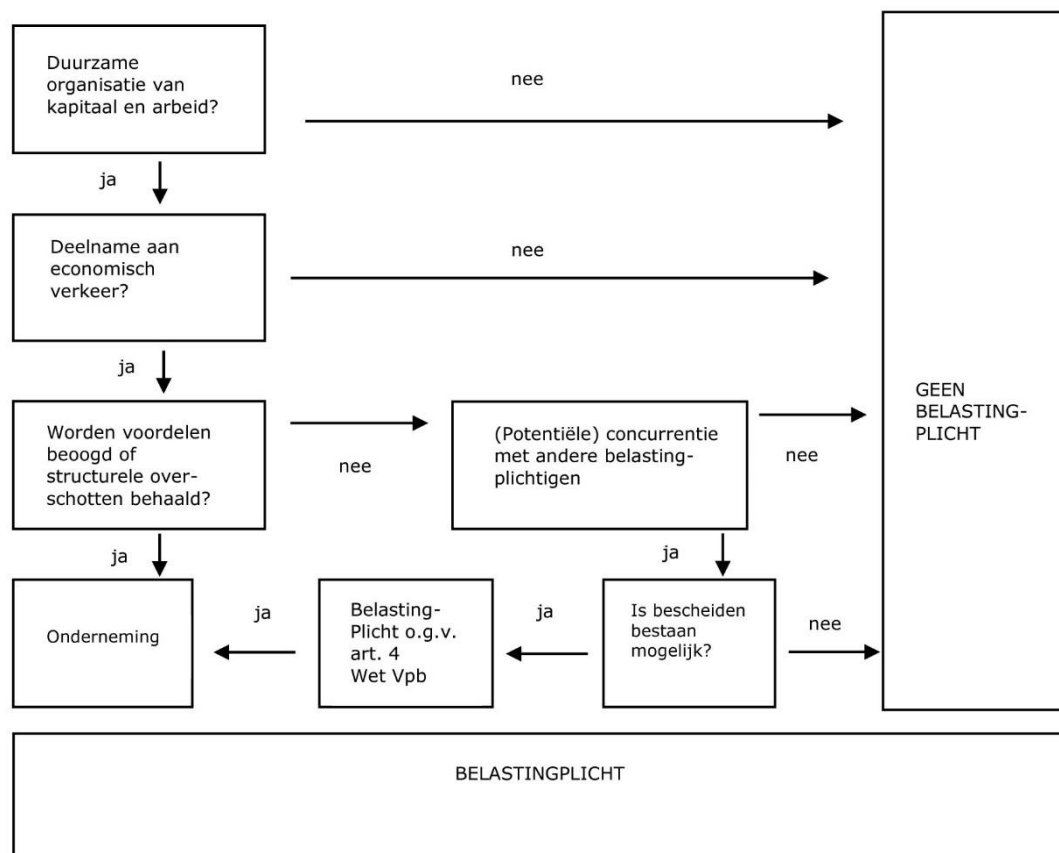 Duurzame
organisatie van
kapitaal en arbeid?
nee
ja
Deelname aan
economisch
verkeer?
nee
ja
Worden voordelen
beoogd of
structurele over-
schotten behaald?
nee
(Potentiële) concurrentie
met andere belasting-
plichtigen
nee
GEEN
BELASTING-
PLICHT
ja
ja
Onderneming
ja
Belasting-
Plicht o.g.v.
art. 4
Wet Vpb
ja
Is bescheiden
bestaan
mogelijk?
nee
BELASTINGPLICHT